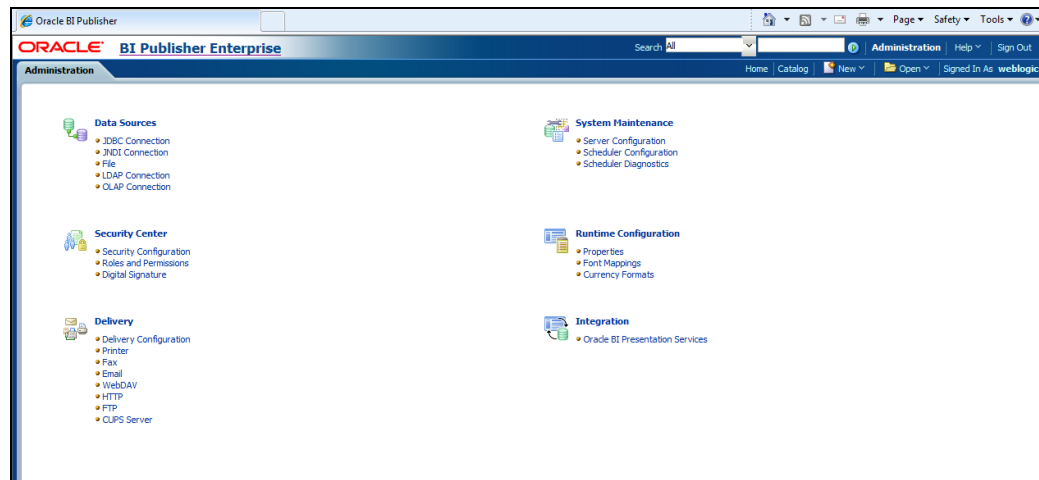 Oracle BI Publisher
Page Safety Tools
ORACLE BI Publisher Enterprise
Search All Administration Help Sign Out
Administration
Home Catalog New Open Signed In As weblogic
Data Sources
JDBC Connection
JNDI Connection
File
LDAP Connection
OLAP Connection
System Maintenance
Server Configuration
Scheduler Configuration
Scheduler Diagnostics
Security Center
Security Configuration
Roles and Permissions
Digital Signature
Runtime Configuration
Properties
Font Mappings
Currency Formats
Delivery
Delivery Configuration
Printer
Fax
Email
WebDAV
HTTP
FTP
CUPS Server
Integration
Oracle BI Presentation Services